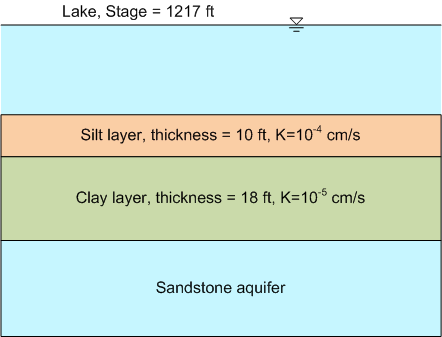 Lake, Stage = 1217 ft
Silt layer, thickness = 10 ft, K=10⁻⁴ cm/s
Clay layer, thickness = 18 ft, K=10⁻⁵ cm/s
Sandstone aquifer